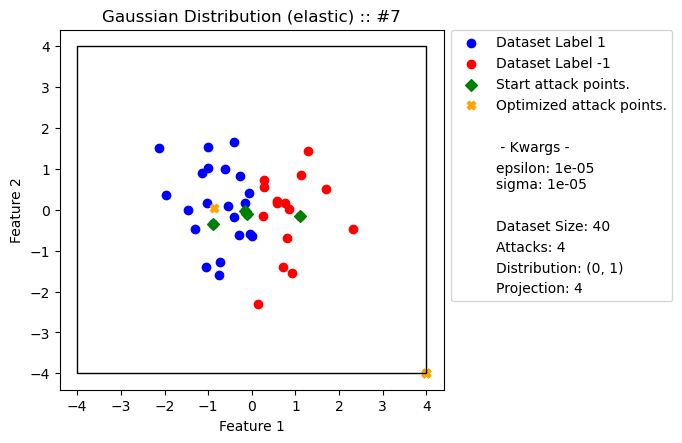 Gaussian Distribution (elastic) :: #7
4
3
2
1
0
−1
−2
−3
−4
Feature 2
−4 −3 −2 −1 0 1 2 3 4
Feature 1
Dataset Label 1
Dataset Label -1
Start attack points.
Optimized attack points.
- Kwargs -
epsilon: 1e-05
sigma: 1e-05
Dataset Size: 40
Attacks: 4
Distribution: (0, 1)
Projection: 4